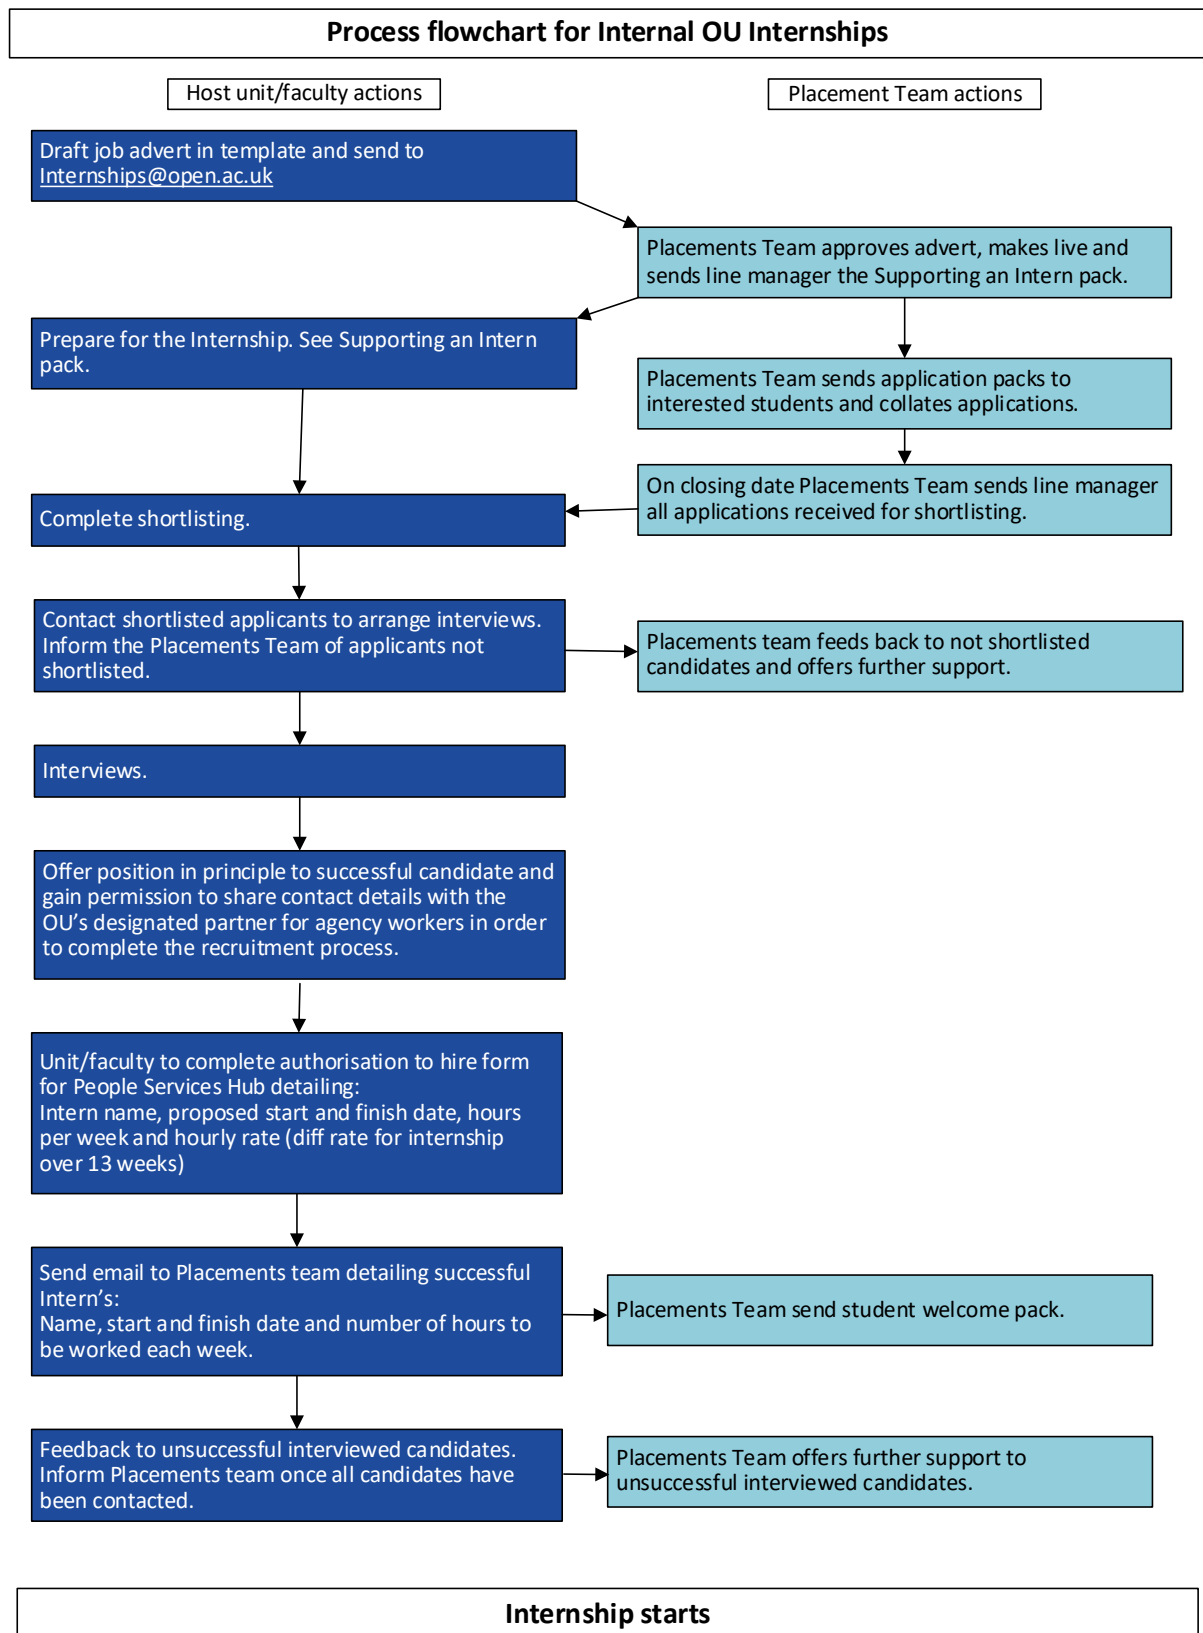 Process flowchart for Internal OU Internships
Host unit/faculty actions
Placement Team actions
Draft job advert in template and send to
Internships@open.ac.uk
Placements Team approves advert, makes live and
sends line manager the Supporting an Intern pack.
Prepare for the Internship. See Supporting an Intern
pack.
Placements Team sends application packs to
interested students and collates applications.
On closing date Placements Team sends line manager
all applications received for shortlisting.
Complete shortlisting.
Contact shortlisted applicants to arrange interviews.
Inform the Placements Team of applicants not
shortlisted.
Placements team feeds back to not shortlisted
candidates and offers further support.
Interviews.
Offer position in principle to successful candidate and
gain permission to share contact details with the
OU’s designated partner for agency workers in order
to complete the recruitment process.
Unit/faculty to complete authorisation to hire form
for People Services Hub detailing:
Intern name, proposed start and finish date, hours
per week and hourly rate (diff rate for internship
over 13 weeks)
Send email to Placements team detailing successful
Intern’s:
Name, start and finish date and number of hours to
be worked each week.
Placements Team send student welcome pack.
Feedback to unsuccessful interviewed candidates.
Inform Placements team once all candidates have
been contacted.
Placements Team offers further support to
unsuccessful interviewed candidates.
Internship starts